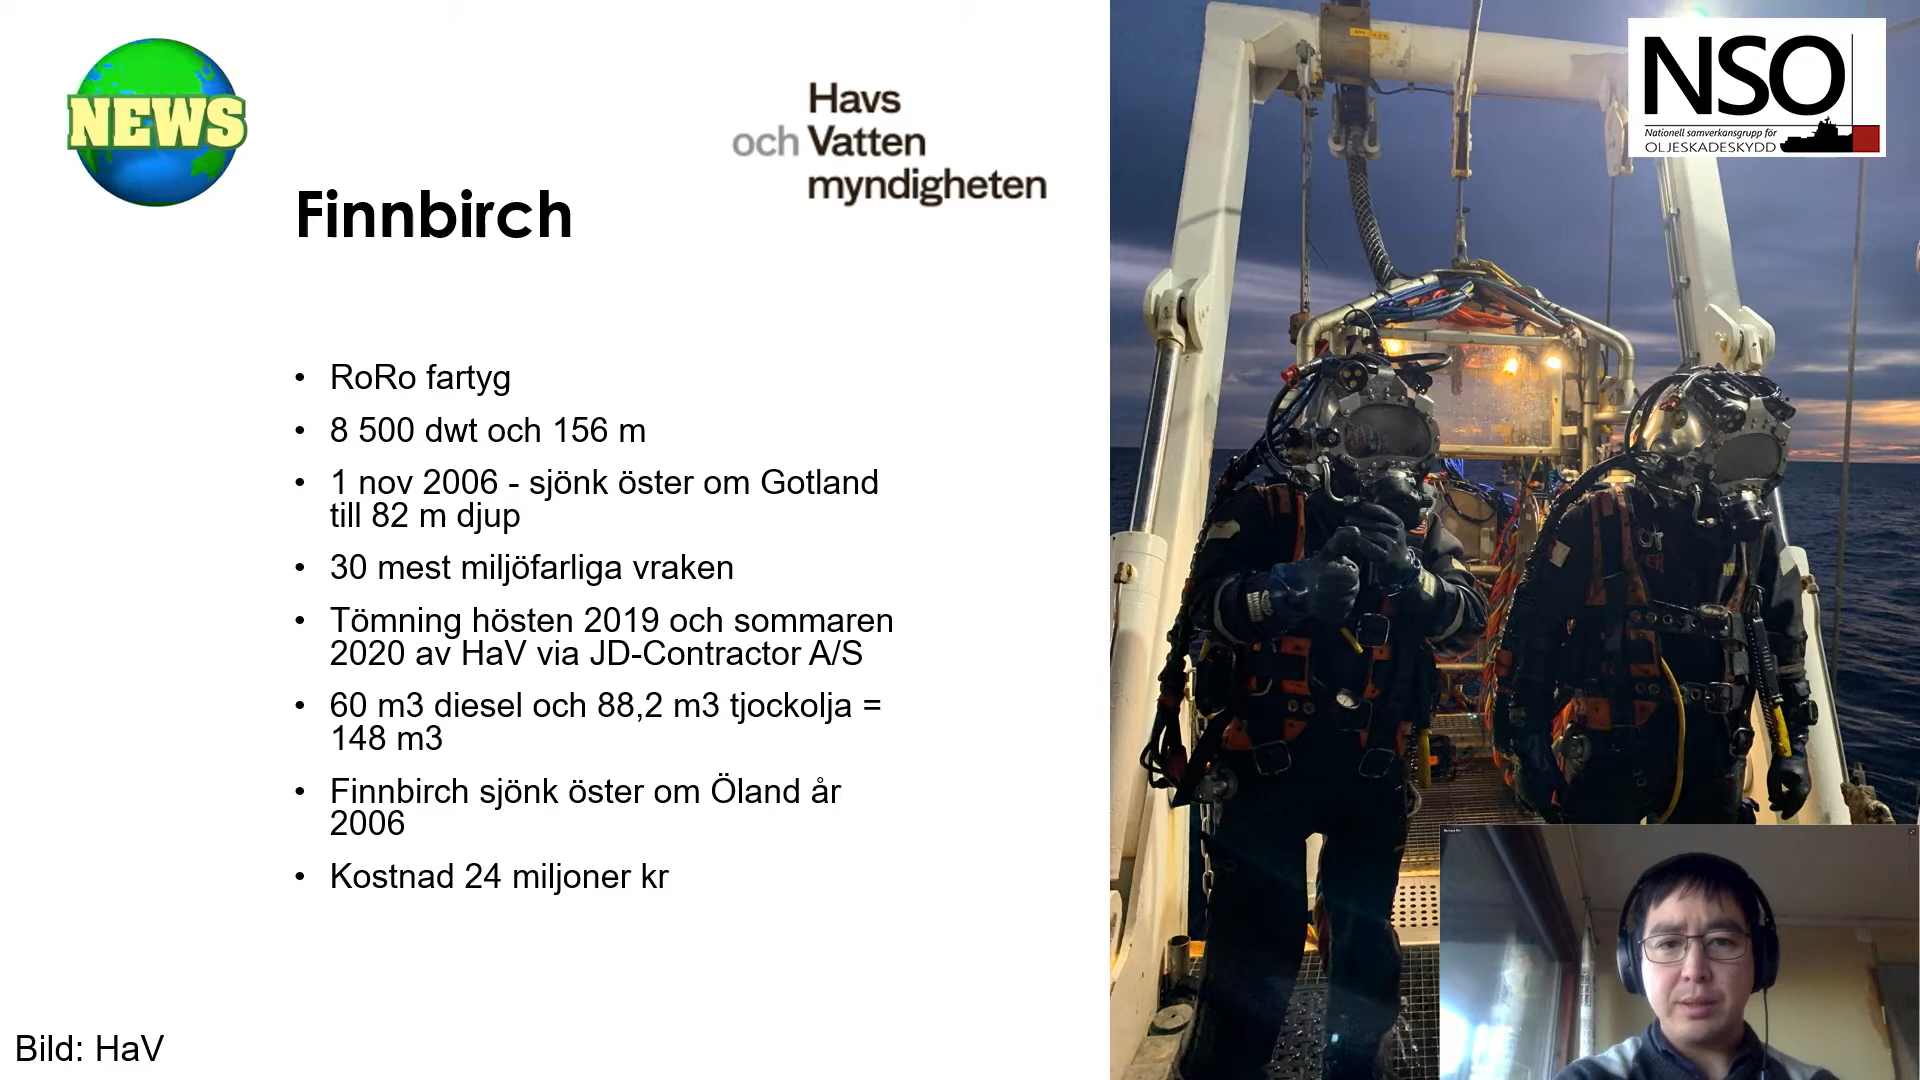 NEWS
Havs
och Vatten
myndigheten
NSO
Nationell samverkansgrupp för
OLJESKADESKYDD
Finnbirch
• RoRo fartyg
• 8 500 dwt och 156 m
• 1 nov 2006 - sjönk öster om Gotland
till 82 m djup
• 30 mest miljöfarliga vraken
• Tömning hösten 2019 och sommaren
2020 av HaV via JD-Contractor A/S
• 60 m3 diesel och 88,2 m3 tjockolja =
148 m3
• Finnbirch sjönk öster om Öland år
2006
• Kostnad 24 miljoner kr
Bild: HaV